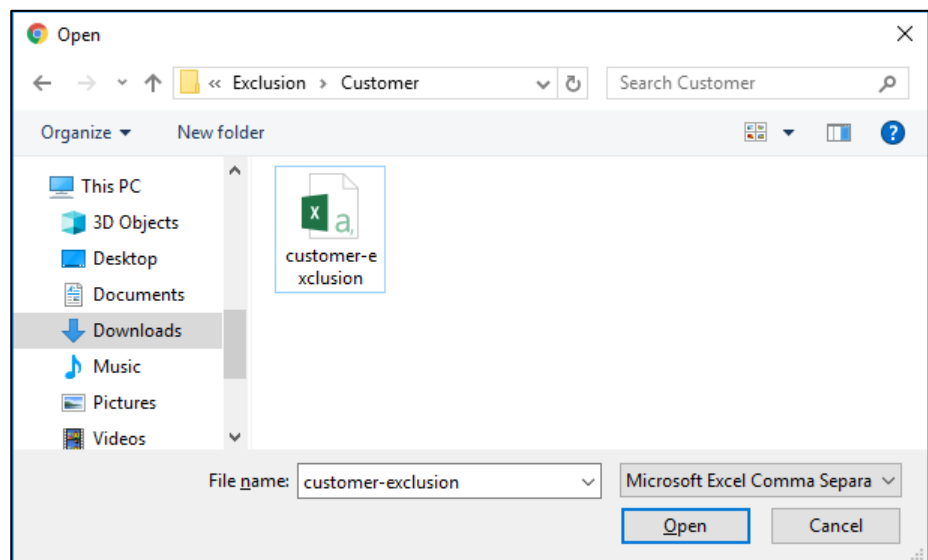 Open
« Exclusion > Customer
Search Customer
Organize
New folder
This PC
3D Objects
Desktop
Documents
Downloads
Music
Pictures
Videos
X a,
customer-e
xclusion
File name: customer-exclusion
Microsoft Excel Comma Separa
Open
Cancel